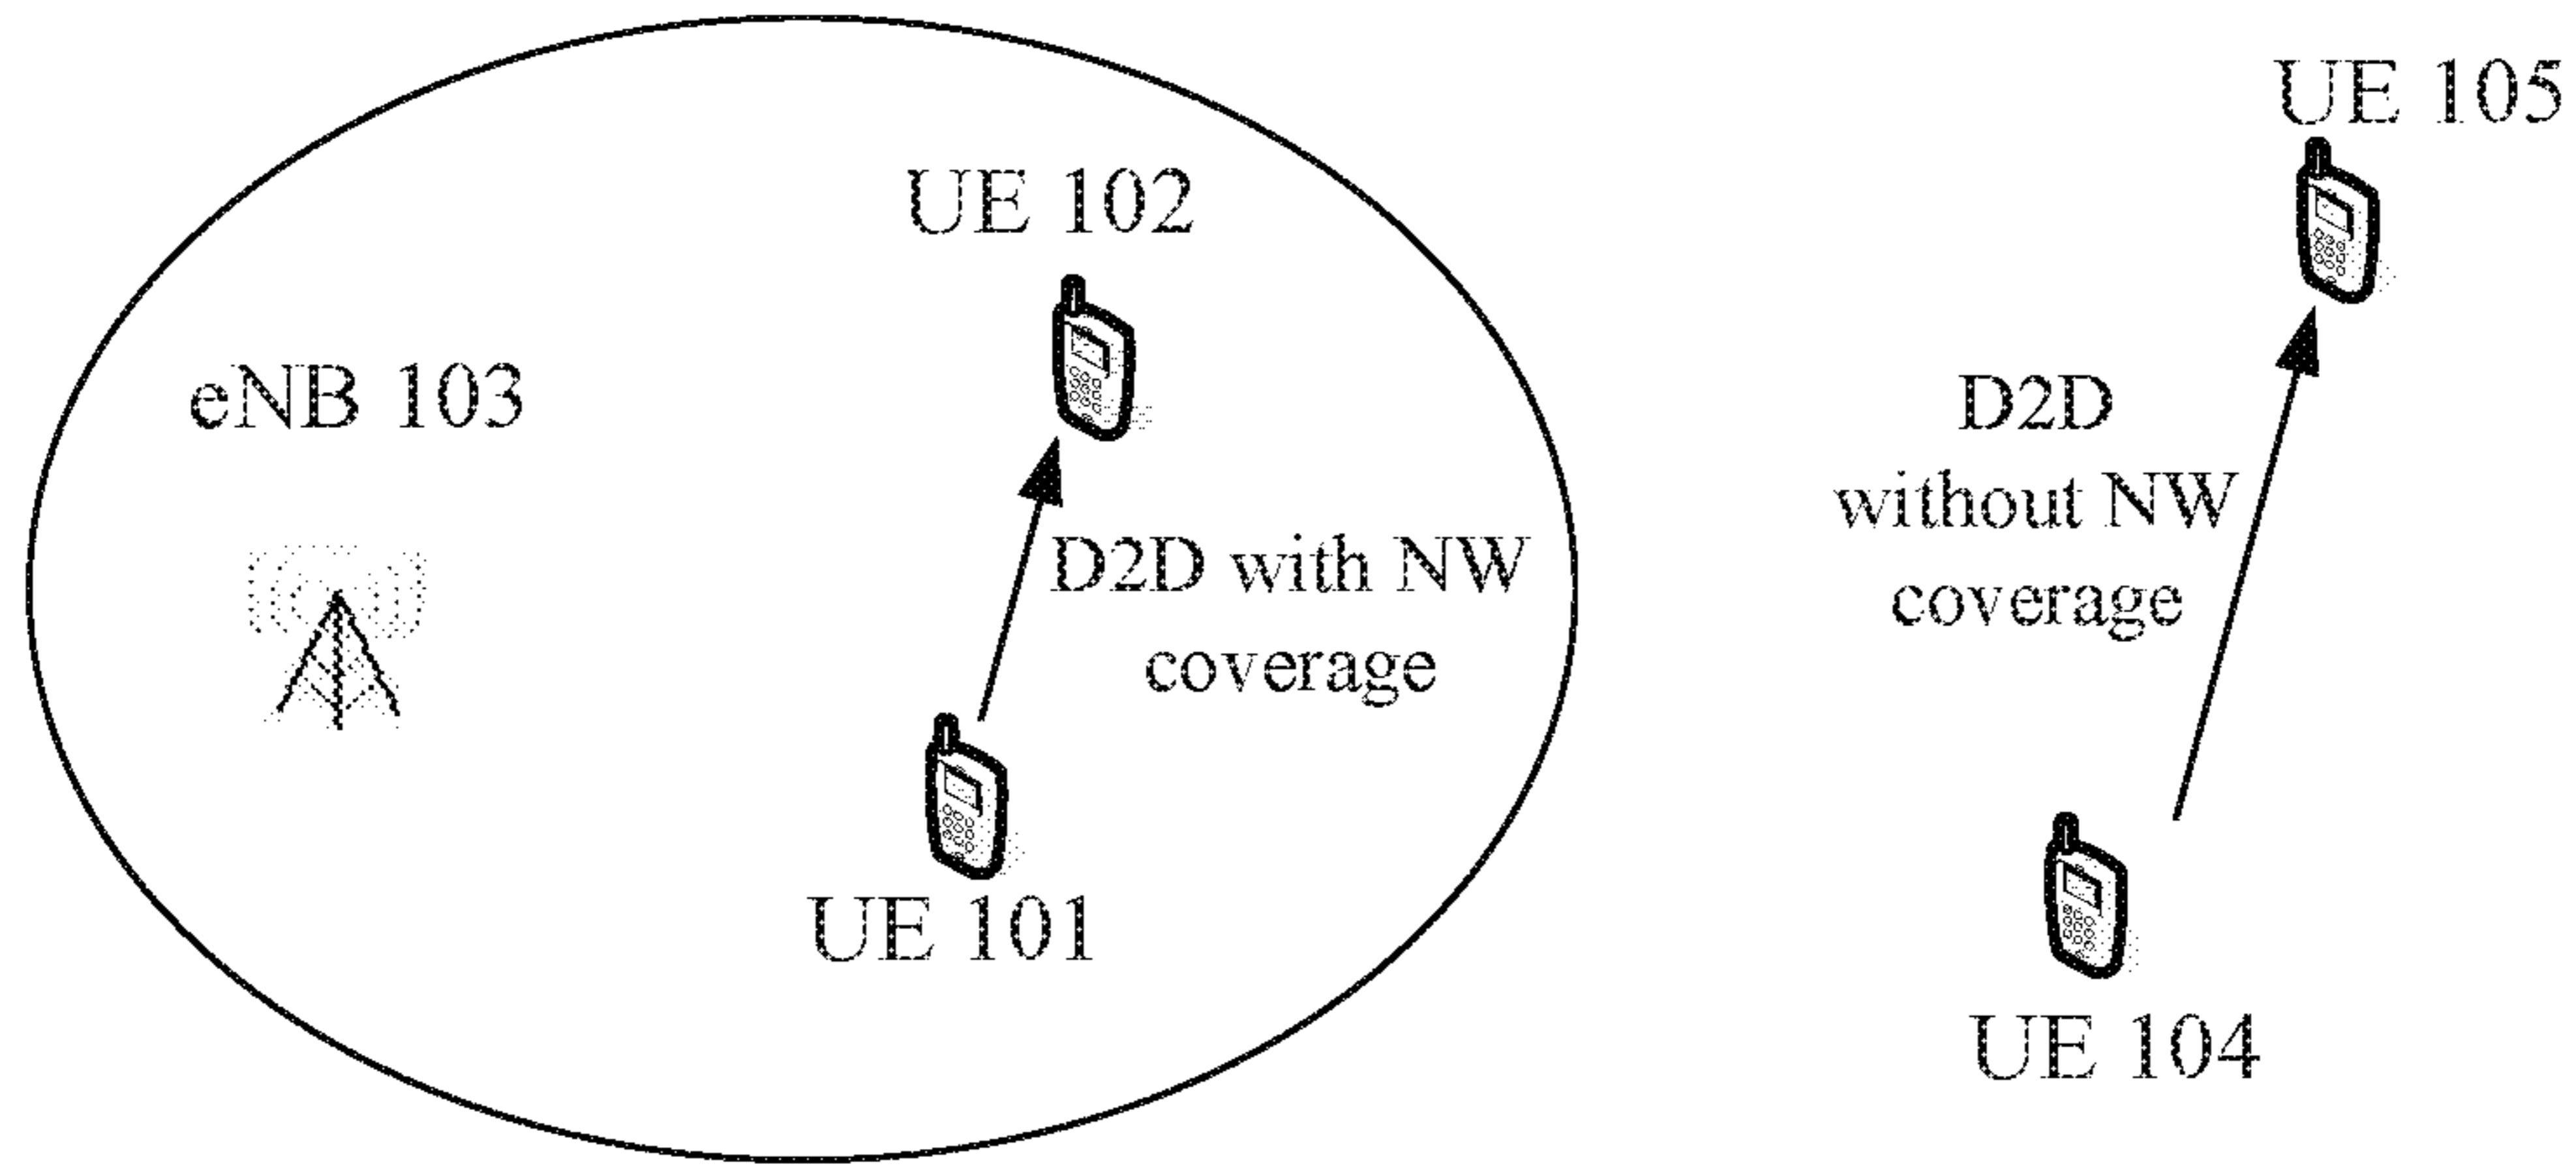 UE 105
UE 102
eNB 103
D2D
without NW
coverage
D2D with NW
coverage
UE 101
UE 104